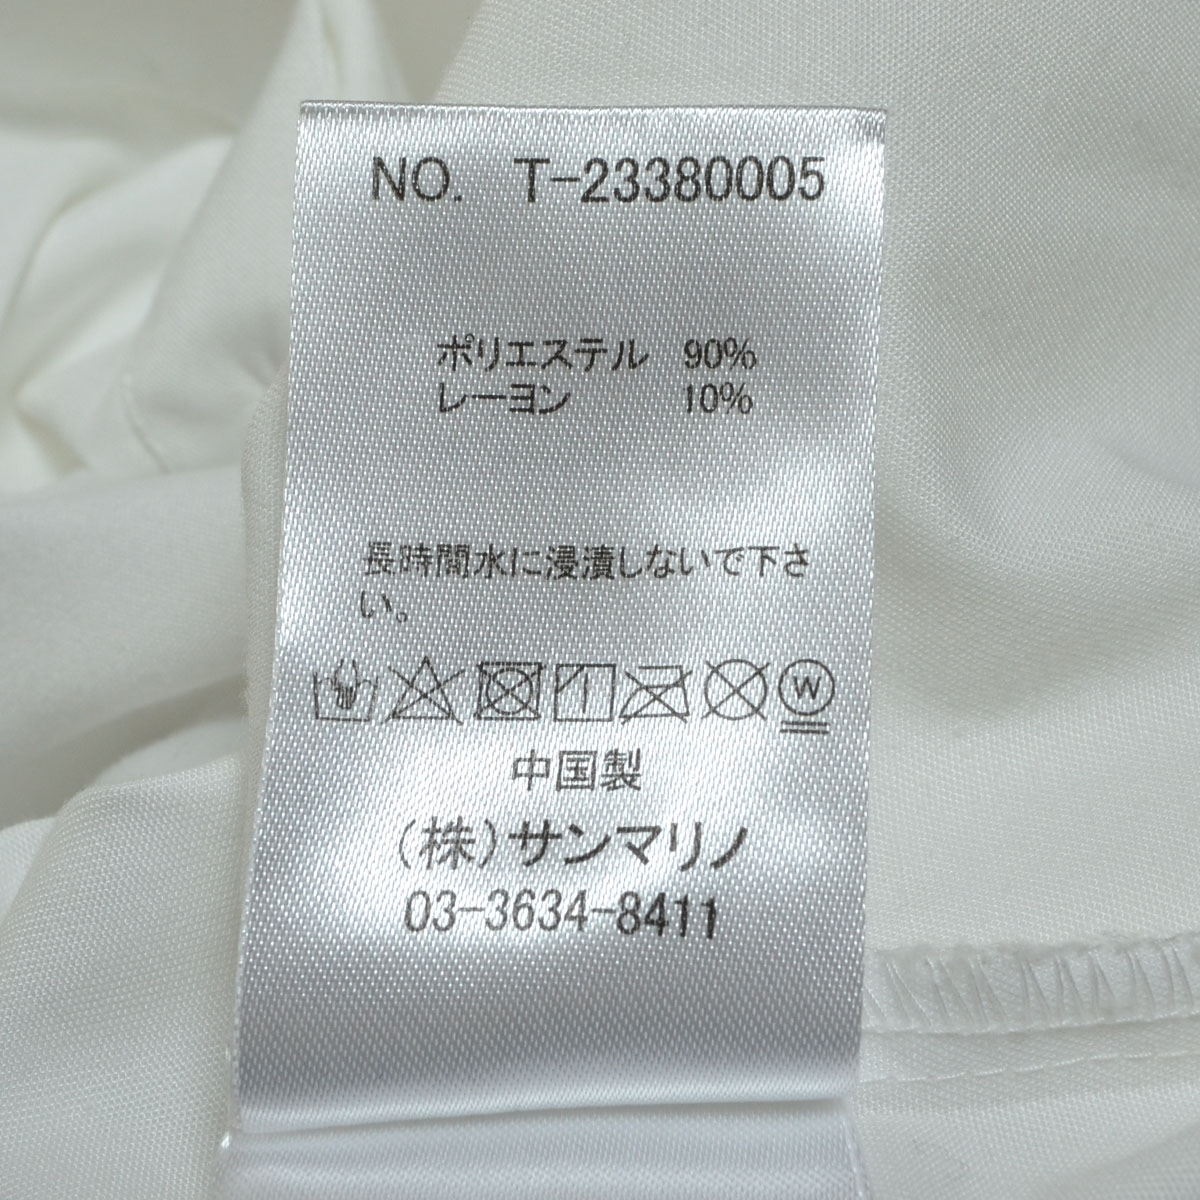 NO. T-23380005
ポリエステル 90%
レーヨン 10%
長時間水に浸漬しないで下さ
い。
W
中国製
(株)サンマリノ
03-3634-8411